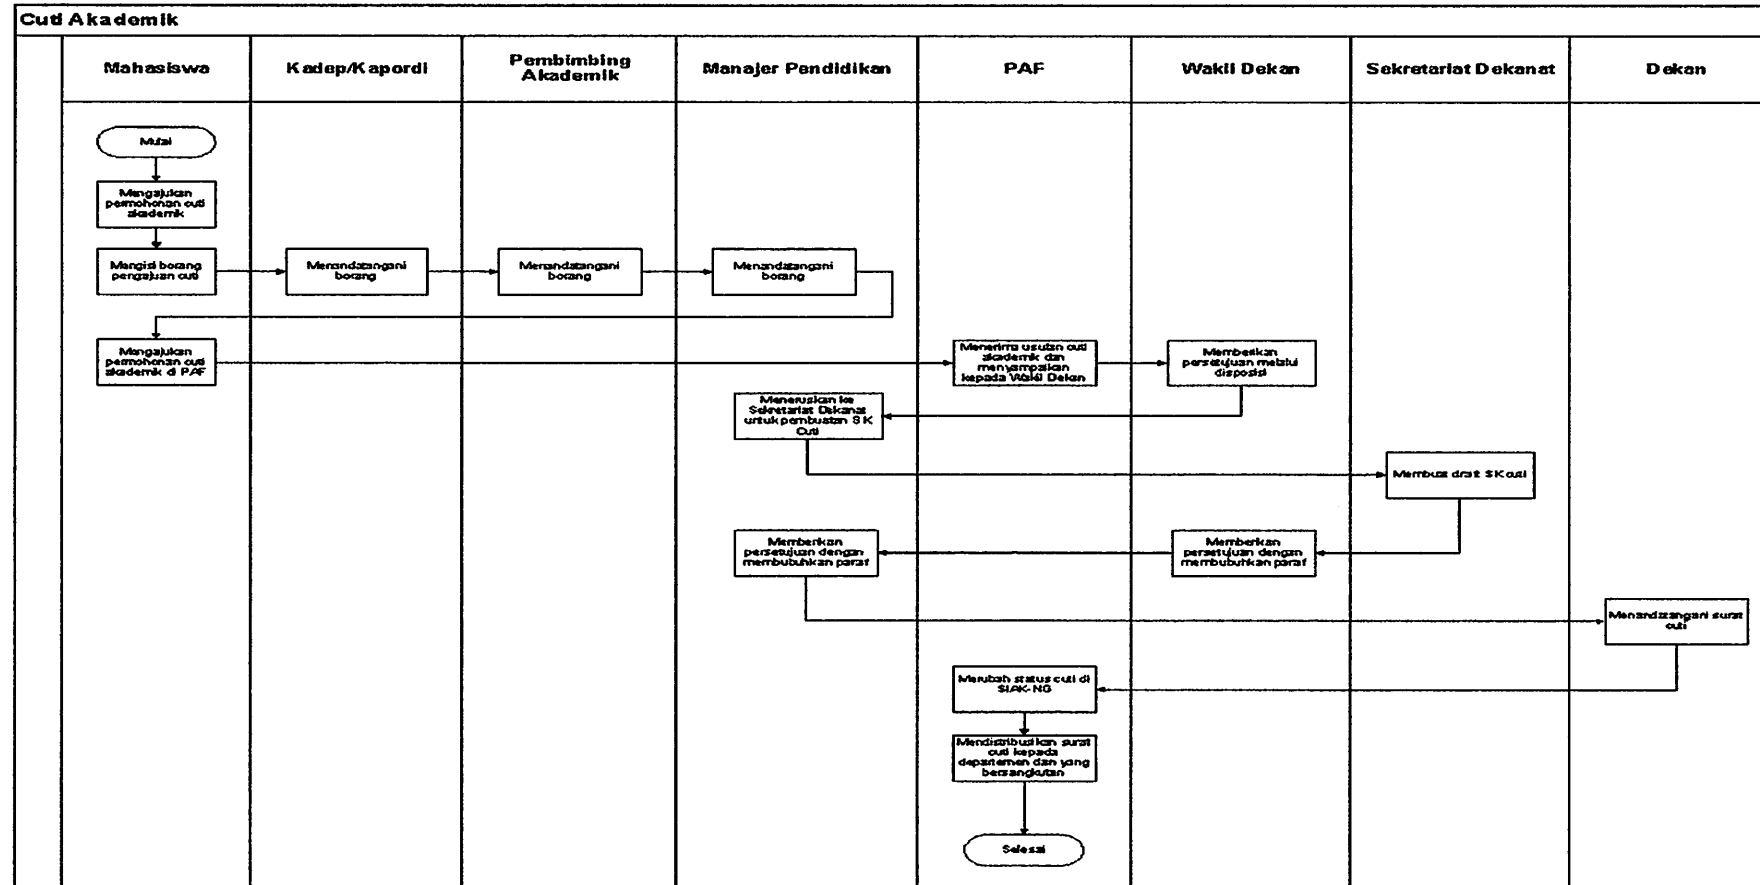 Cuti Akademik
Mahasiswa
Kadep/Kapordi
Pembimbing
Akademik
Manajer Pendidikan
PAF
Wakil Dekan
Sekretariat Dekanat
Dekan
Mulai
Mengajukan
permohonan cuti
akademik
Mengisi borang
pengajuan cuti
Menandatangani
borang
Menandatangani
borang
Menandatangani
borang
Mengajukan
permohonan cuti
akademik di PAF
Menerima usulan cuti
akademik dan
menyampaikan
kepada Wakil Dekan
Memberikan
persetujuan melalui
disposisi
Meneruskan ke
Sekretariat Dekanat
untuk pembuatan SK
Cuti
Membuat draft SK cuti
Memberikan
persetujuan dengan
membubuhkan paraf
Memberikan
persetujuan dengan
membubuhkan paraf
Menandatangani surat
cuti
Merubah status cuti di
SIAK-NG
Mendistribusikan surat
cuti kepada
departemen dan yang
bersangkutan
Selesai